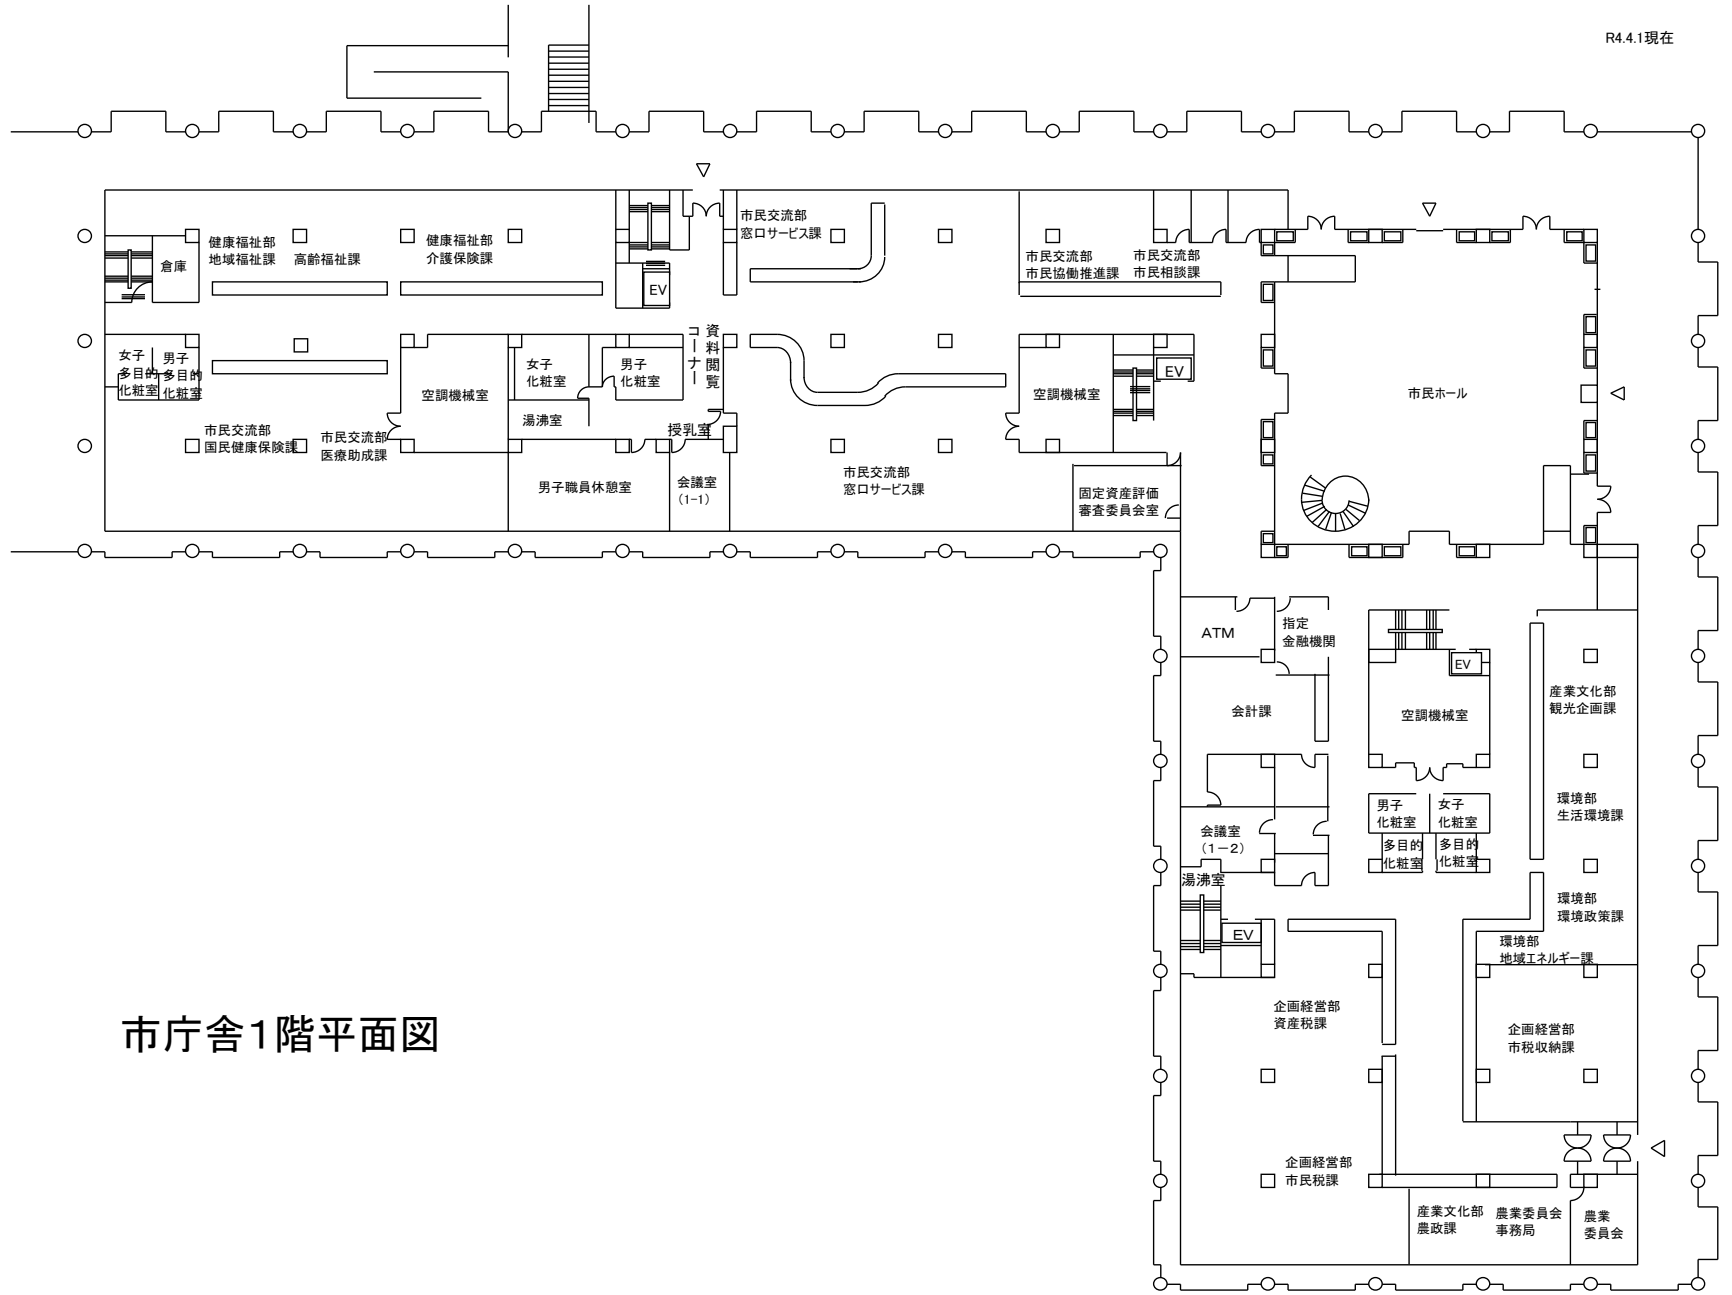 R4.4.1現在
市民交流部
窓口サービス課
健康福祉部
地域福祉課
高齢福祉課
健康福祉部
介護保険課
倉庫
EV
市民交流部
市民協働推進課
市民交流部
市民相談課
女子
多目的
化粧室
男子
多目的
化粧室
空調機械室
女子
化粧室
男子
化粧室
資料閲覧
コーナー
湯沸室
授乳室
空調機械室
EV
市民ホール
市民交流部
国民健康保険課
市民交流部
医療助成課
男子職員休憩室
会議室
(1-1)
市民交流部
窓口サービス課
固定資産評価
審査委員会室
ATM
指定
金融機関
EV
会計課
空調機械室
産業文化部
観光企画課
男子
化粧室
女子
化粧室
環境部
生活環境課
会議室
(1-2)
多目的
化粧室
多目的
化粧室
湯沸室
EV
環境部
環境政策課
環境部
地域エネルギー課
企画経営部
資産税課
企画経営部
市税収納課
市庁舎1階平面図
企画経営部
市民税課
産業文化部
農政課
農業委員会
事務局
農業
委員会